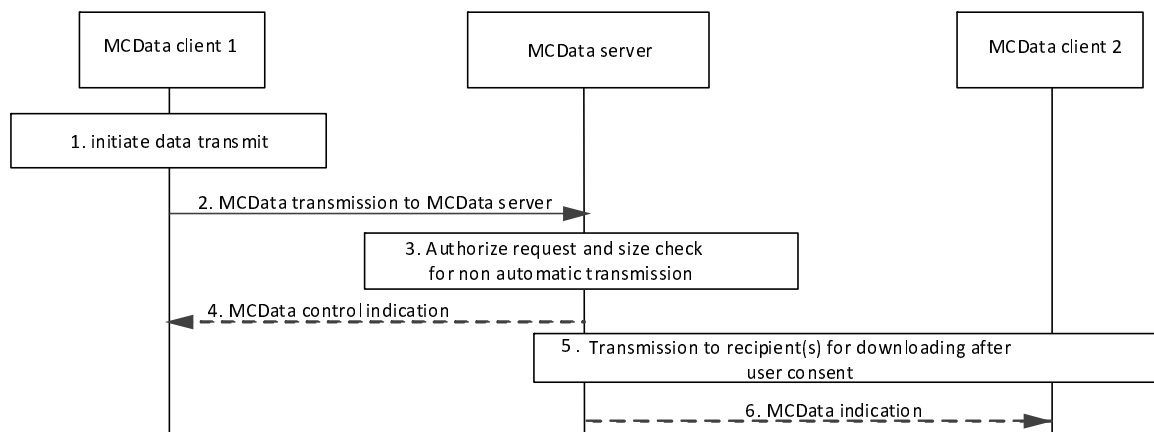 MCData client 1
MCData server
MCData client 2
1. initiate data transmit
2. MCData transmission to MCData server
3. Authorize request and size check
for non automatic transmission
4. MCData control indication
5. Transmission to recipient(s) for downloading after
user consent
6. MCData indication